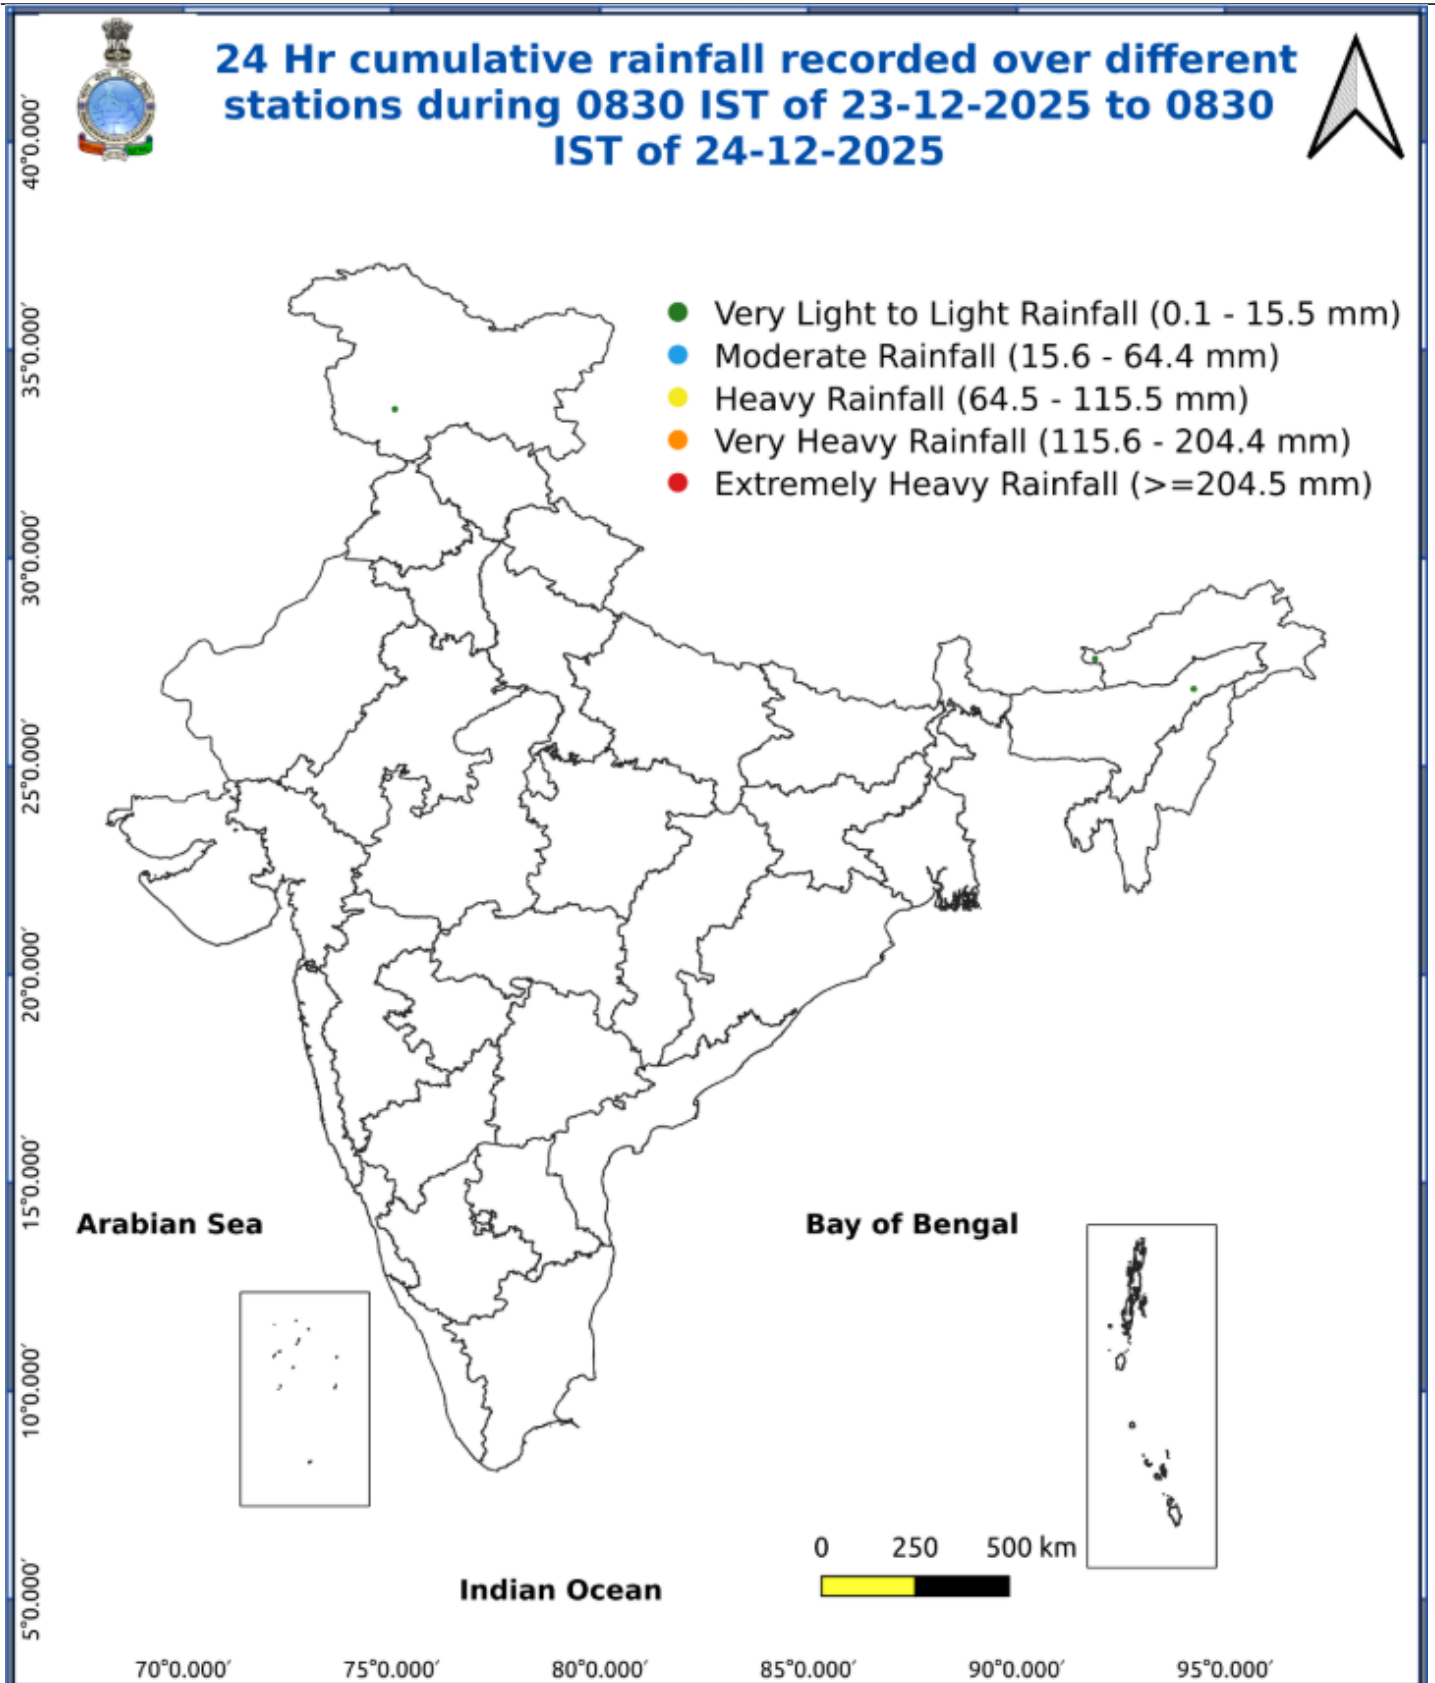 24 Hr cumulative rainfall recorded over different
stations during 0830 IST of 23-12-2025 to 0830
IST of 24-12-2025
Very Light to Light Rainfall (0.1 - 15.5 mm)
Moderate Rainfall (15.6 - 64.4 mm)
Heavy Rainfall (64.5 - 115.5 mm)
Very Heavy Rainfall (115.6 - 204.4 mm)
Extremely Heavy Rainfall (>=204.5 mm)
40°0.000′
35°0.000′
30°0.000′
25°0.000′
20°0.000′
15°0.000′
10°0.000′
5°0.000′
Arabian Sea
Bay of Bengal
Indian Ocean
0 250 500 km
70°0.000′ 75°0.000′ 80°0.000′ 85°0.000′ 90°0.000′ 95°0.000′